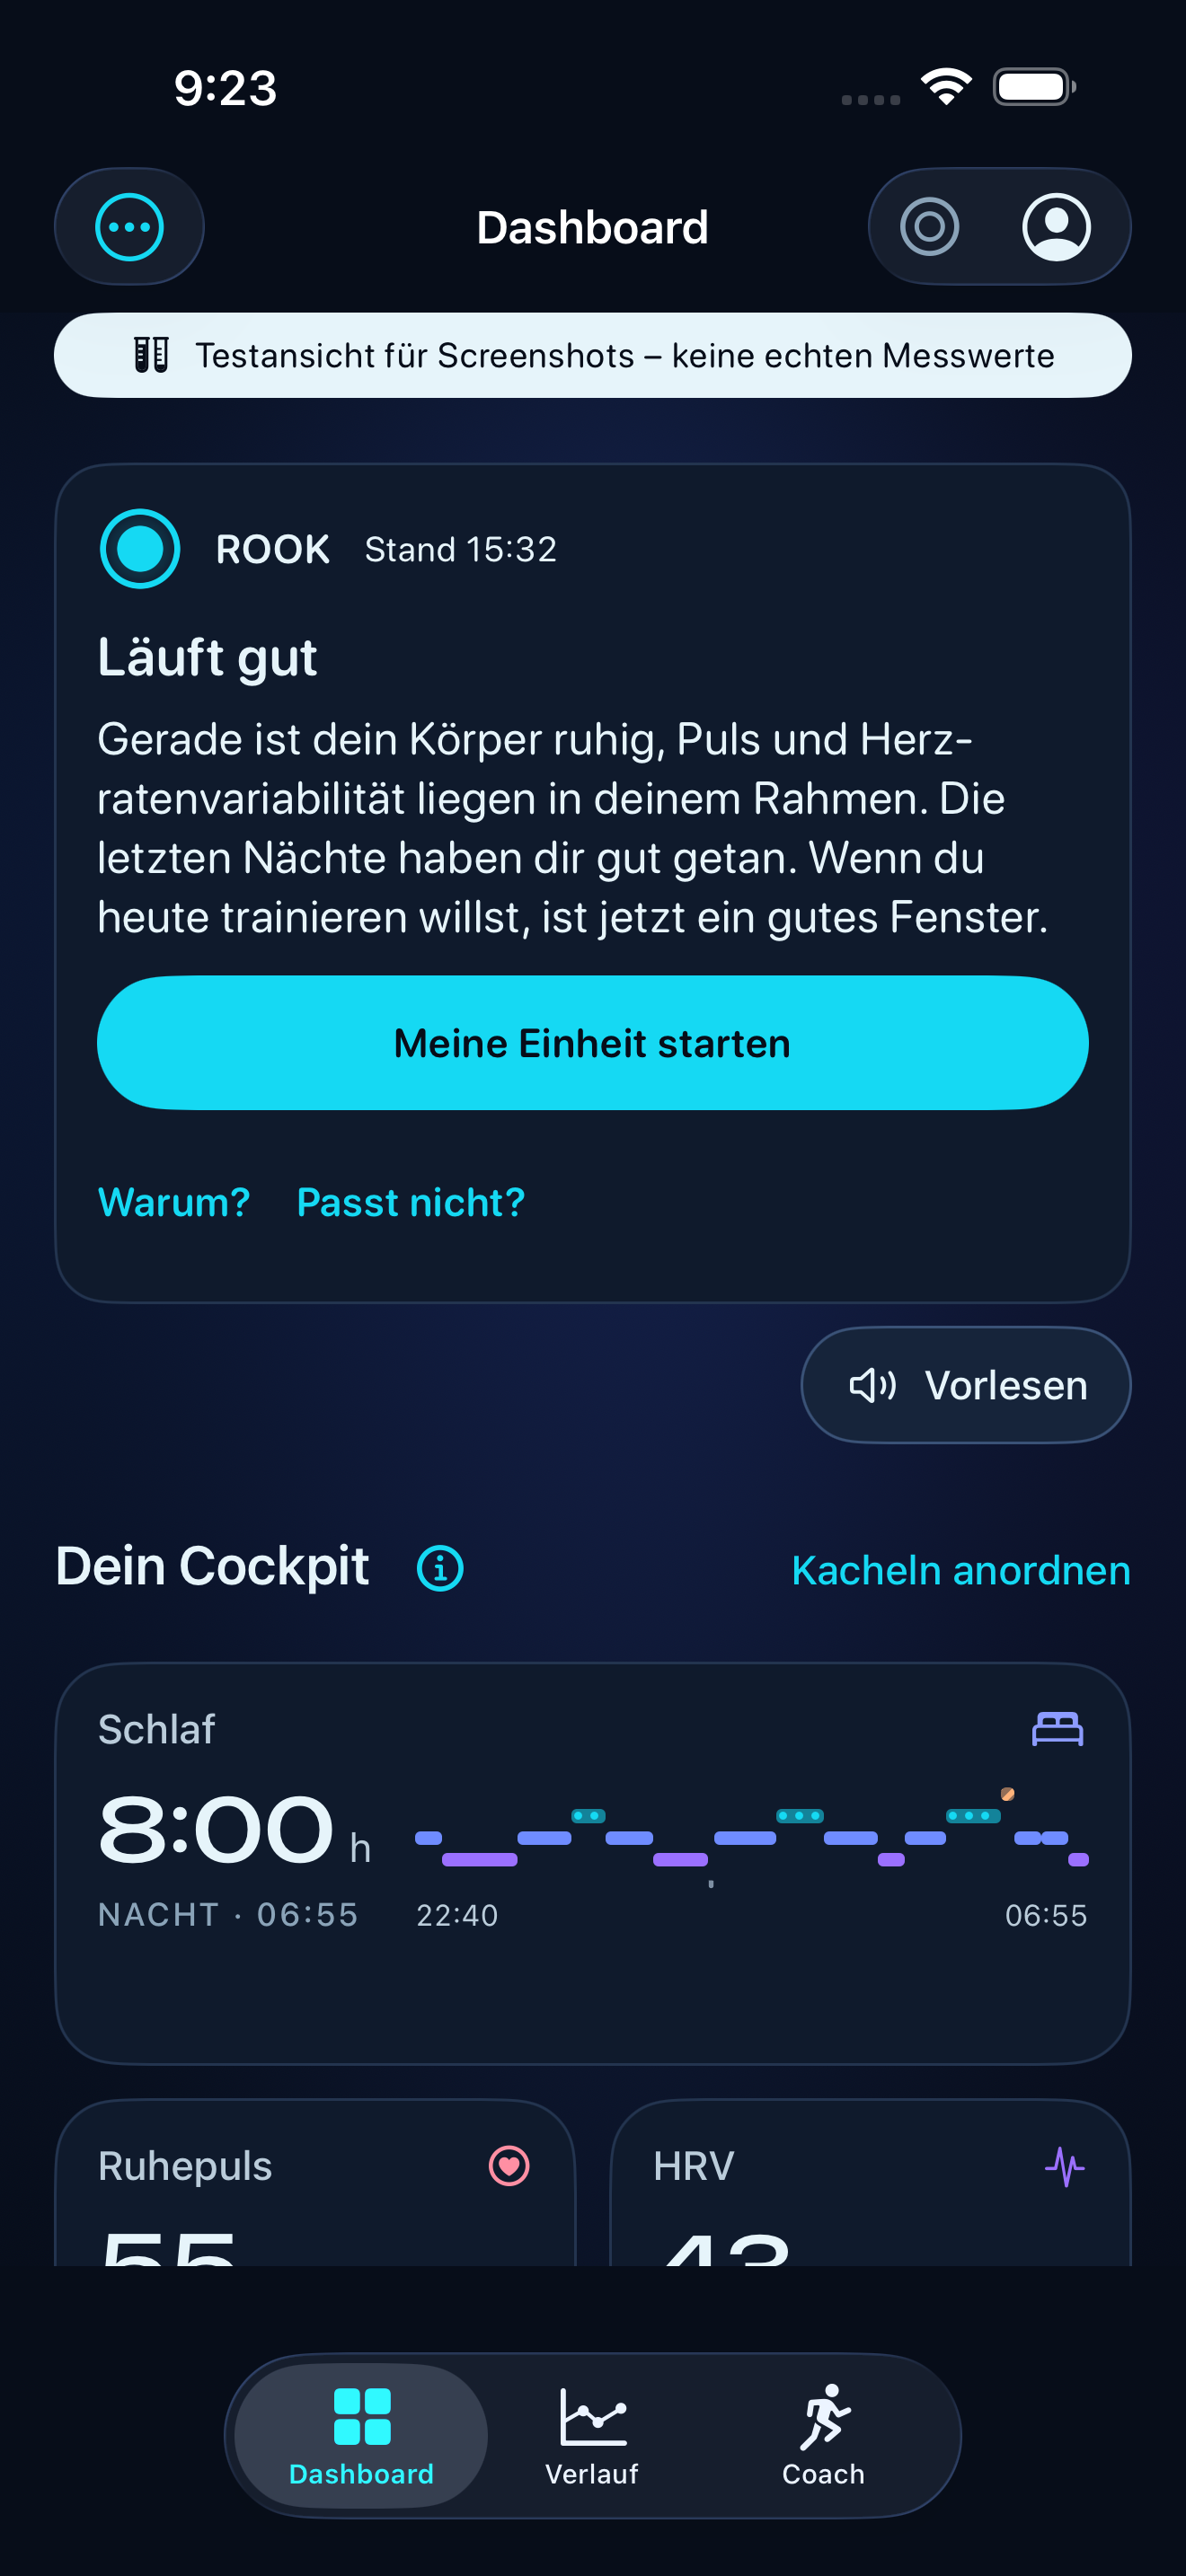 9:23
Dashboard
Testansicht für Screenshots – keine echten Messwerte
ROOK Stand 15:32
Läuft gut
Gerade ist dein Körper ruhig, Puls und Herz-
ratenvariabilität liegen in deinem Rahmen. Die
letzten Nächte haben dir gut getan. Wenn du
heute trainieren willst, ist jetzt ein gutes Fenster.
Meine Einheit starten
Warum? Passt nicht?
Vorlesen
Dein Cockpit
Kacheln anordnen
Schlaf
8:00 h
NACHT · 06:55
22:40 06:55
Ruhepuls
55
HRV
43
Dashboard Verlauf Coach